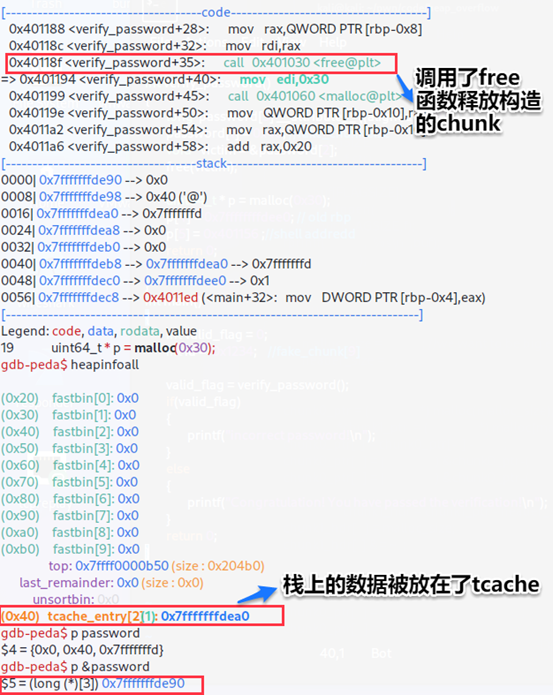 [-------------------------------------code-------------------------------------]
0x401188 <verify_password+28>: mov rax,QWORD PTR [rbp-0x8]
0x40118c <verify_password+32>: mov rdi,rax
0x40118f <verify_password+35>: call 0x401030 <free@plt>
=> 0x401194 <verify_password+40>: mov edi,0x30
0x401199 <verify_password+45>: call 0x401060 <malloc@plt>
0x40119e <verify_password+50>: mov QWORD PTR [rbp-0x10],r
0x4011a2 <verify_password+54>: mov rax,QWORD PTR [rbp-0x1
0x4011a6 <verify_password+58>: add rax,0x20
调用了free
函数释放构造
的chunk
[------------------------------------stack-------------------------------------]
0000| 0x7fffffffde90 --> 0x0
0008| 0x7fffffffde98 --> 0x40 ('@')
0016| 0x7fffffffdea0 --> 0x7fffffffd
0024| 0x7fffffffdea8 --> 0x0
0032| 0x7fffffffdeb0 --> 0x0
0040| 0x7fffffffdeb8 --> 0x7fffffffdea0 --> 0x7fffffffd
0048| 0x7fffffffdec0 --> 0x7fffffffdee0 --> 0x1
0056| 0x7fffffffdec8 --> 0x4011ed (<main+32>: mov DWORD PTR [rbp-0x4],eax)
[------------------------------------------------------------------------------]
Legend: code, data, rodata, value
19 uint64_t * p = malloc(0x30);
gdb-peda$ heapinfoall
(0x20) fastbin[0]: 0x0
(0x30) fastbin[1]: 0x0
(0x40) fastbin[2]: 0x0
(0x50) fastbin[3]: 0x0
(0x60) fastbin[4]: 0x0
(0x70) fastbin[5]: 0x0
(0x80) fastbin[6]: 0x0
(0x90) fastbin[7]: 0x0
(0xa0) fastbin[8]: 0x0
(0xb0) fastbin[9]: 0x0
top: 0x7ffff0000b50 (size : 0x204b0)
last_remainder: 0x0 (size : 0x0)
unsortbin: 0x0
栈上的数据被放在了tcache
(0x40) tcache_entry[2](1): 0x7fffffffdea0
gdb-peda$ p password
$4 = {0x0, 0x40, 0x7fffffffd}
gdb-peda$ p &password
$5 = (long (*)[3]) 0x7fffffffde90
valid_flag = verify_password();
printf(
printf(
40,1 Bot